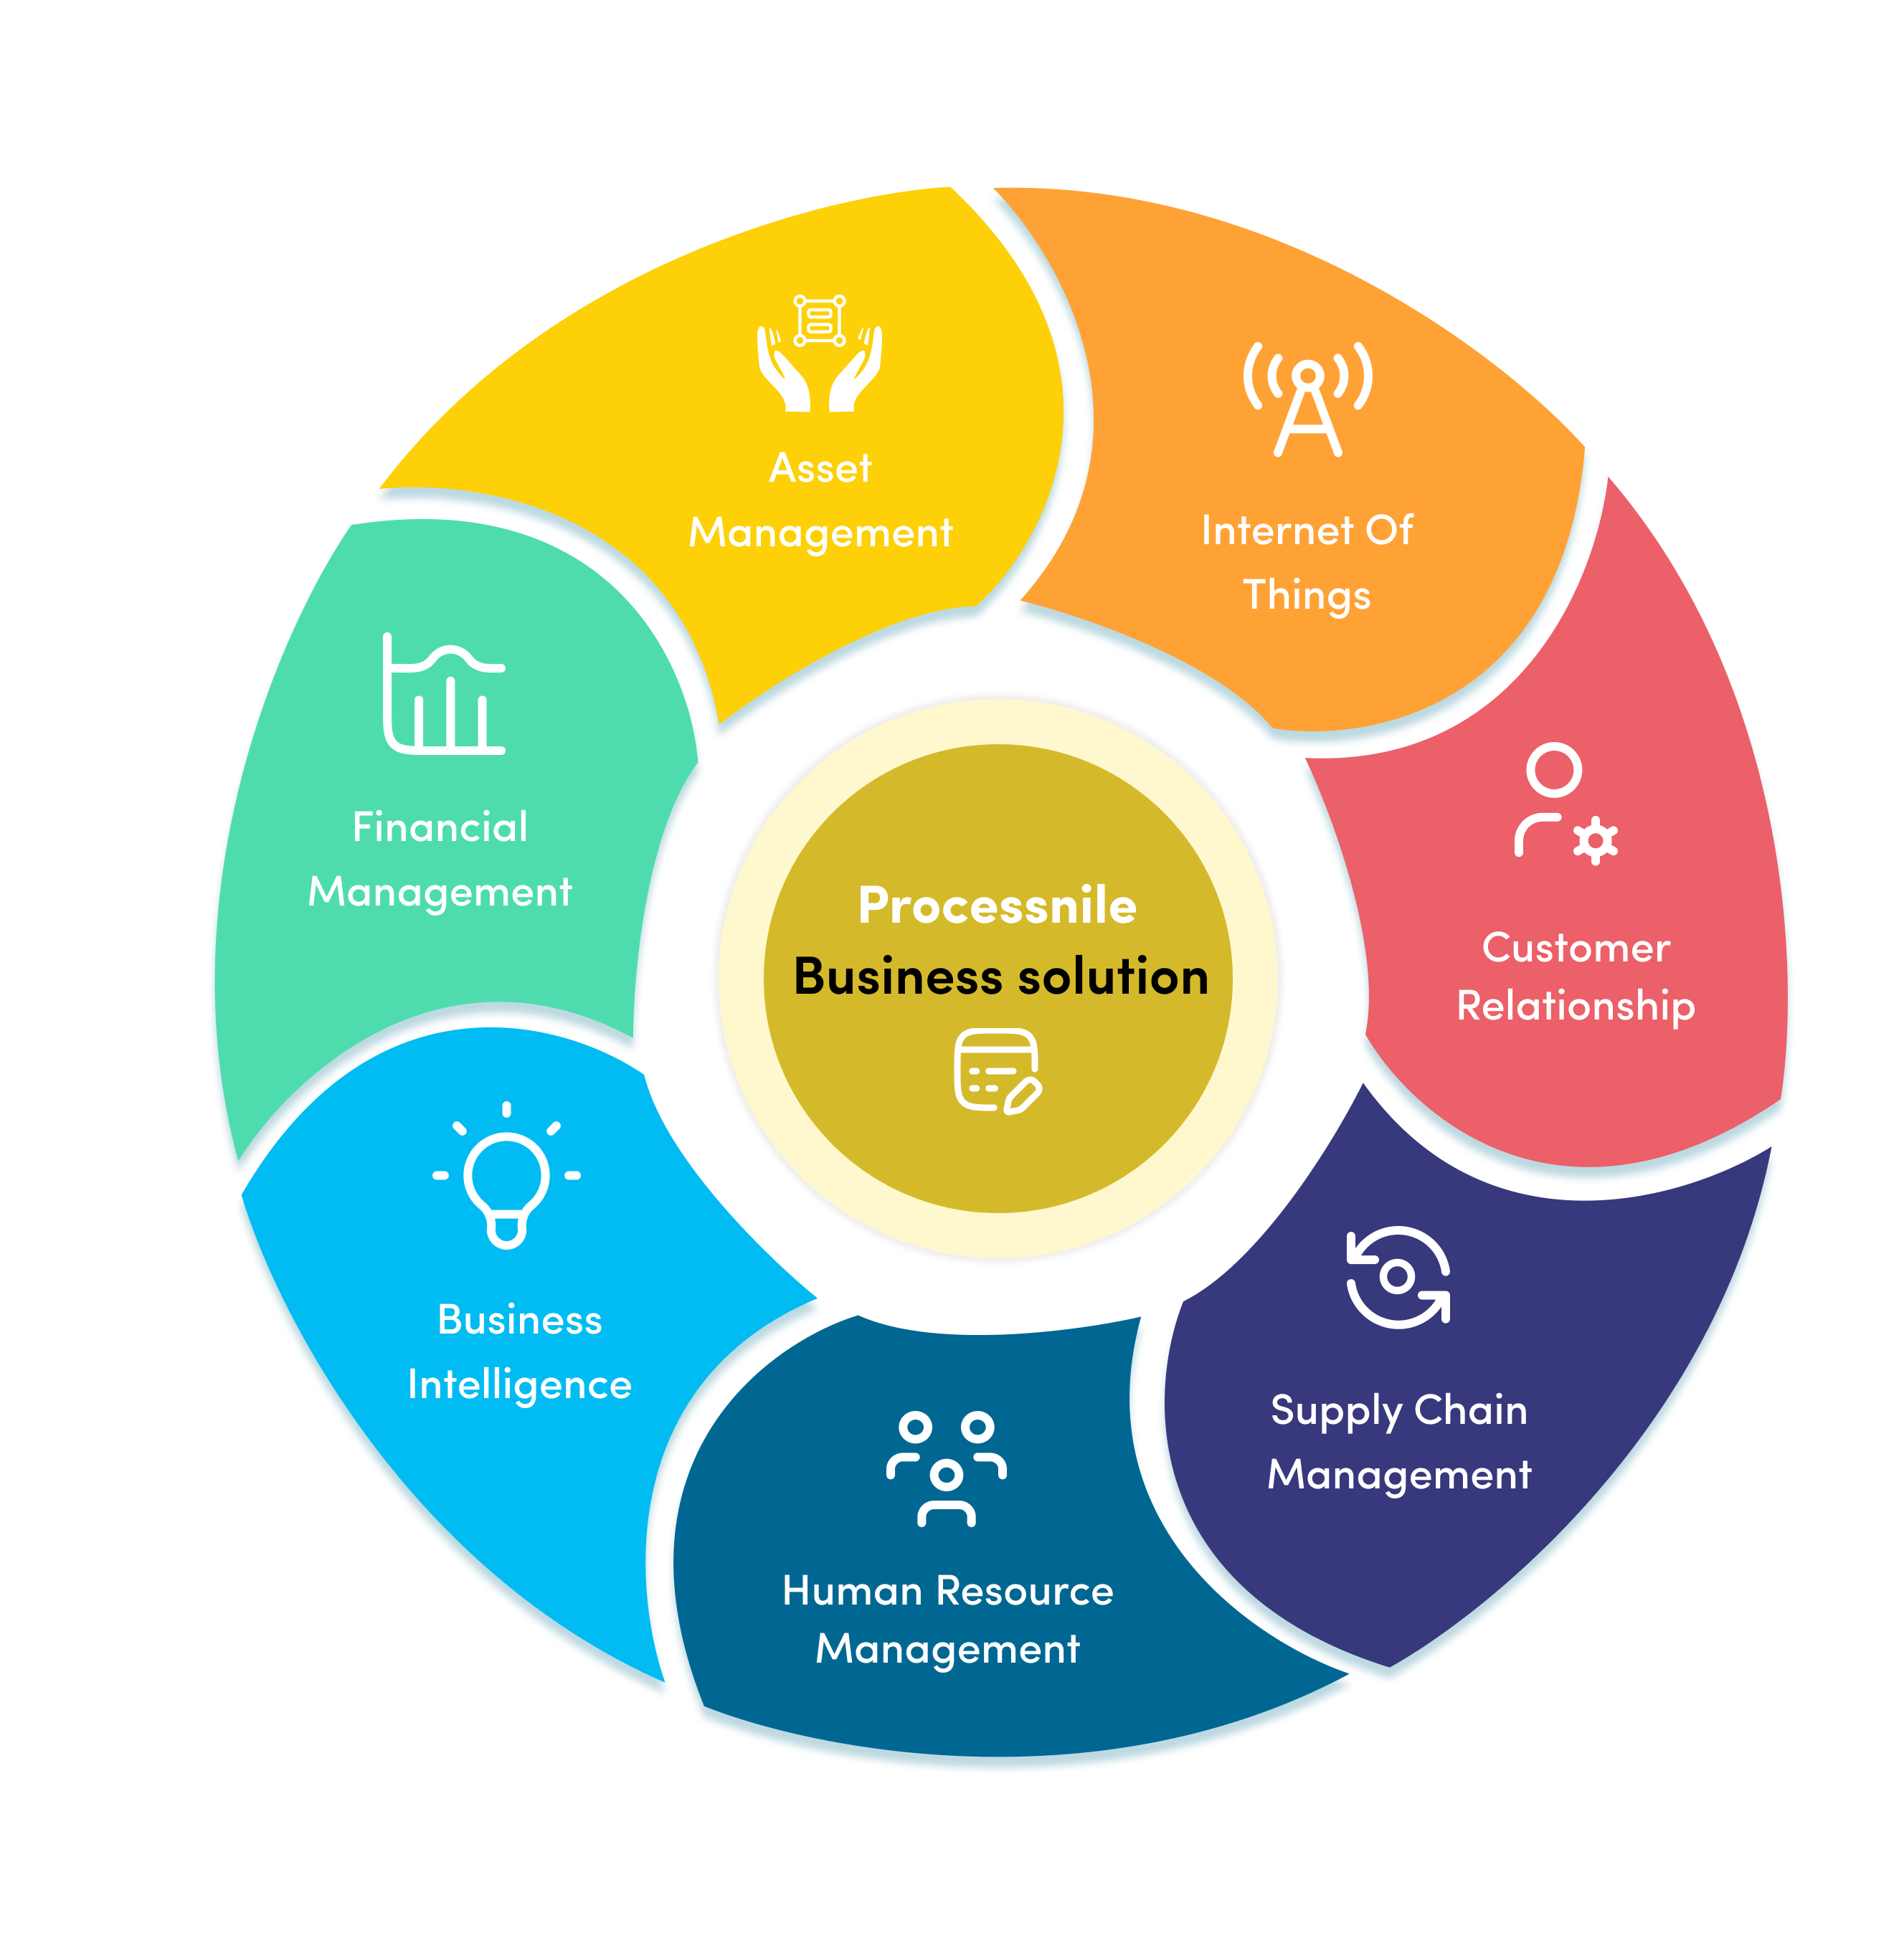 Asset
Management
Internet Of
Things
Customer
Relationship
Supply Chain
Management
Human Resource
Management
Business
Intelligence
Financial
Management
Processnile
Business solution